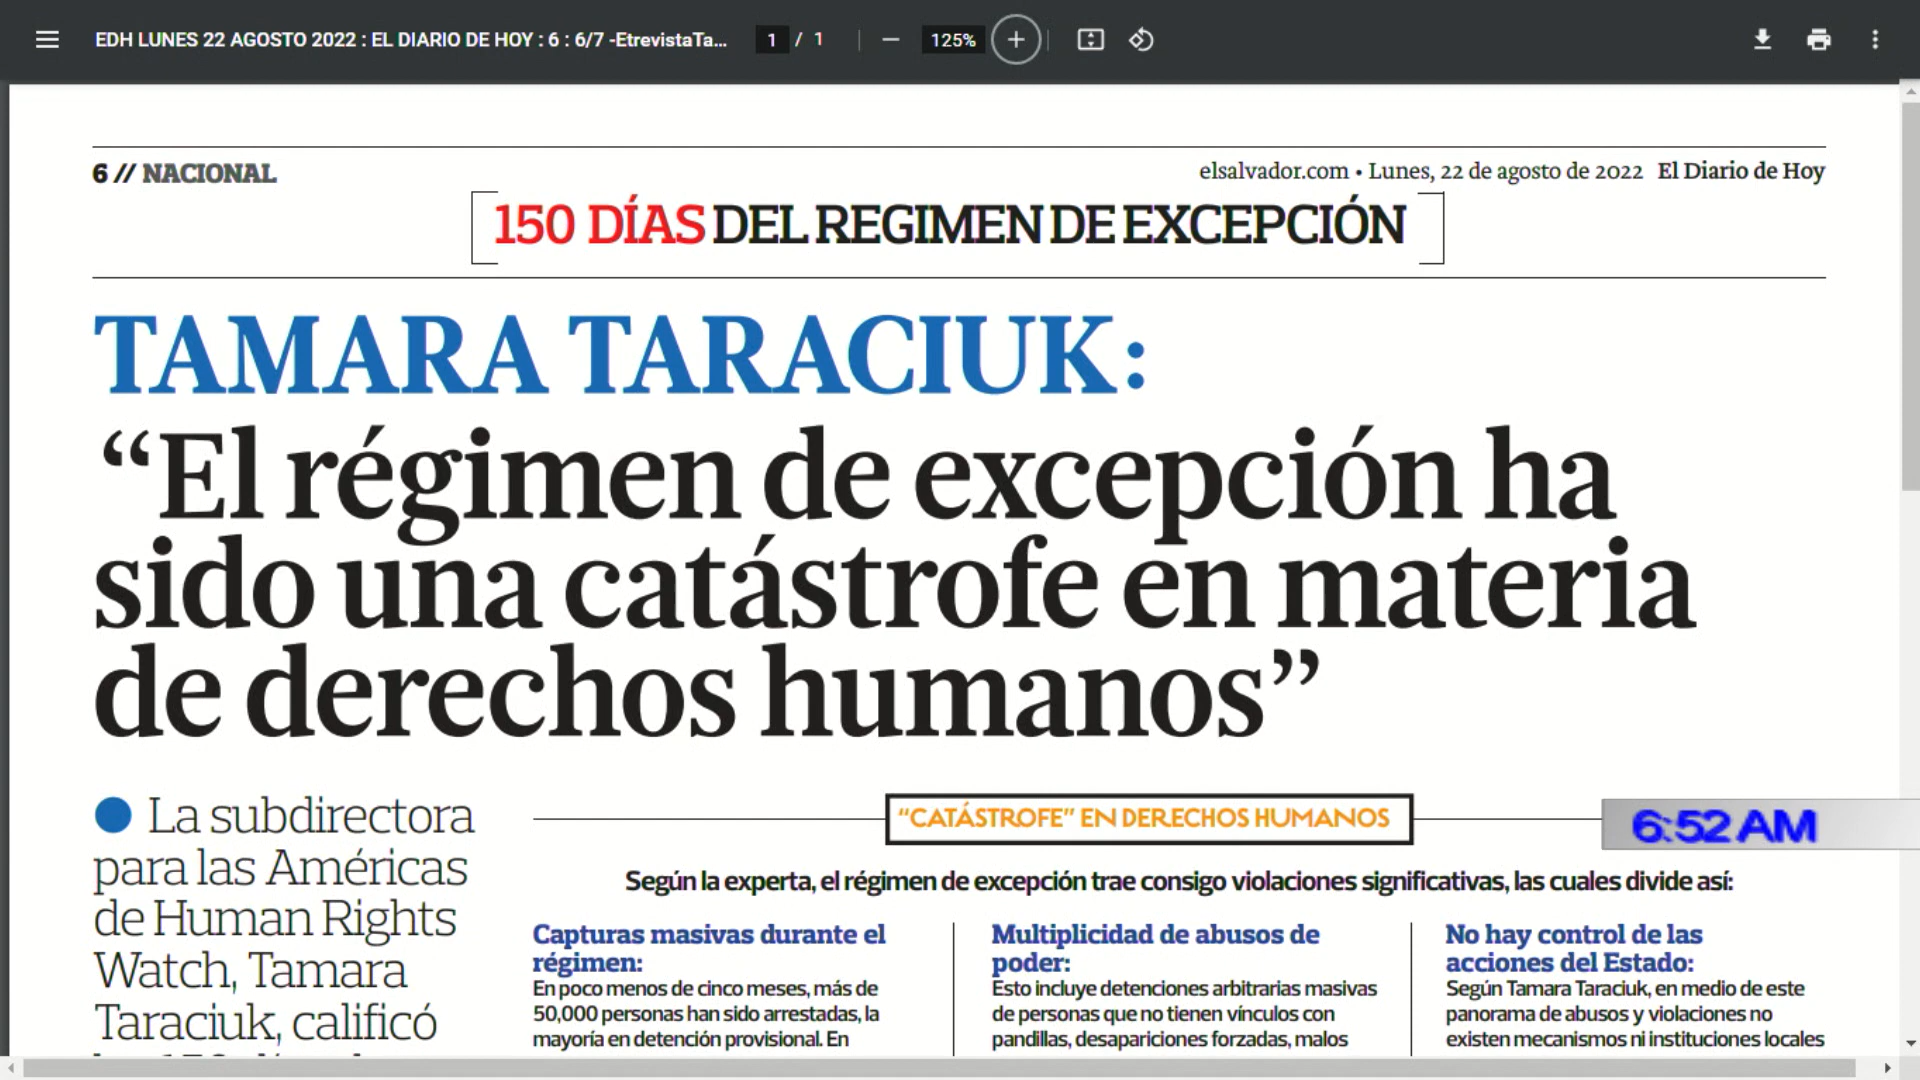 EDH LUNES 22 AGOSTO 2022 : EL DIARIO DE HOY : 6 : 6/7 -EtrevistaTa...
1 / 1
125%
6 // NACIONAL
elsalvador.com • Lunes, 22 de agosto de 2022 El Diario de Hoy
150 DÍAS DEL REGIMEN DE EXCEPCIÓN
TAMARA TARACIUK:
“El régimen de excepción ha
sido una catástrofe en materia
de derechos humanos”
La subdirectora
para las Américas
de Human Rights
Watch, Tamara
Taraciuk, calificó
“CATÁSTROFE” EN DERECHOS HUMANOS
6:52 AM
Según la experta, el régimen de excepción trae consigo violaciones significativas, las cuales divide así:
Capturas masivas durante el
régimen:
En poco menos de cinco meses, más de
50,000 personas han sido arrestadas, la
mayoría en detención provisional. En
Multiplicidad de abusos de
poder:
Esto incluye detenciones arbitrarias masivas
de personas que no tienen vínculos con
pandillas, desapariciones forzadas, malos
No hay control de las
acciones del Estado:
Según Tamara Taraciuk, en medio de este
panorama de abusos y violaciones no
existen mecanismos ni instituciones locales